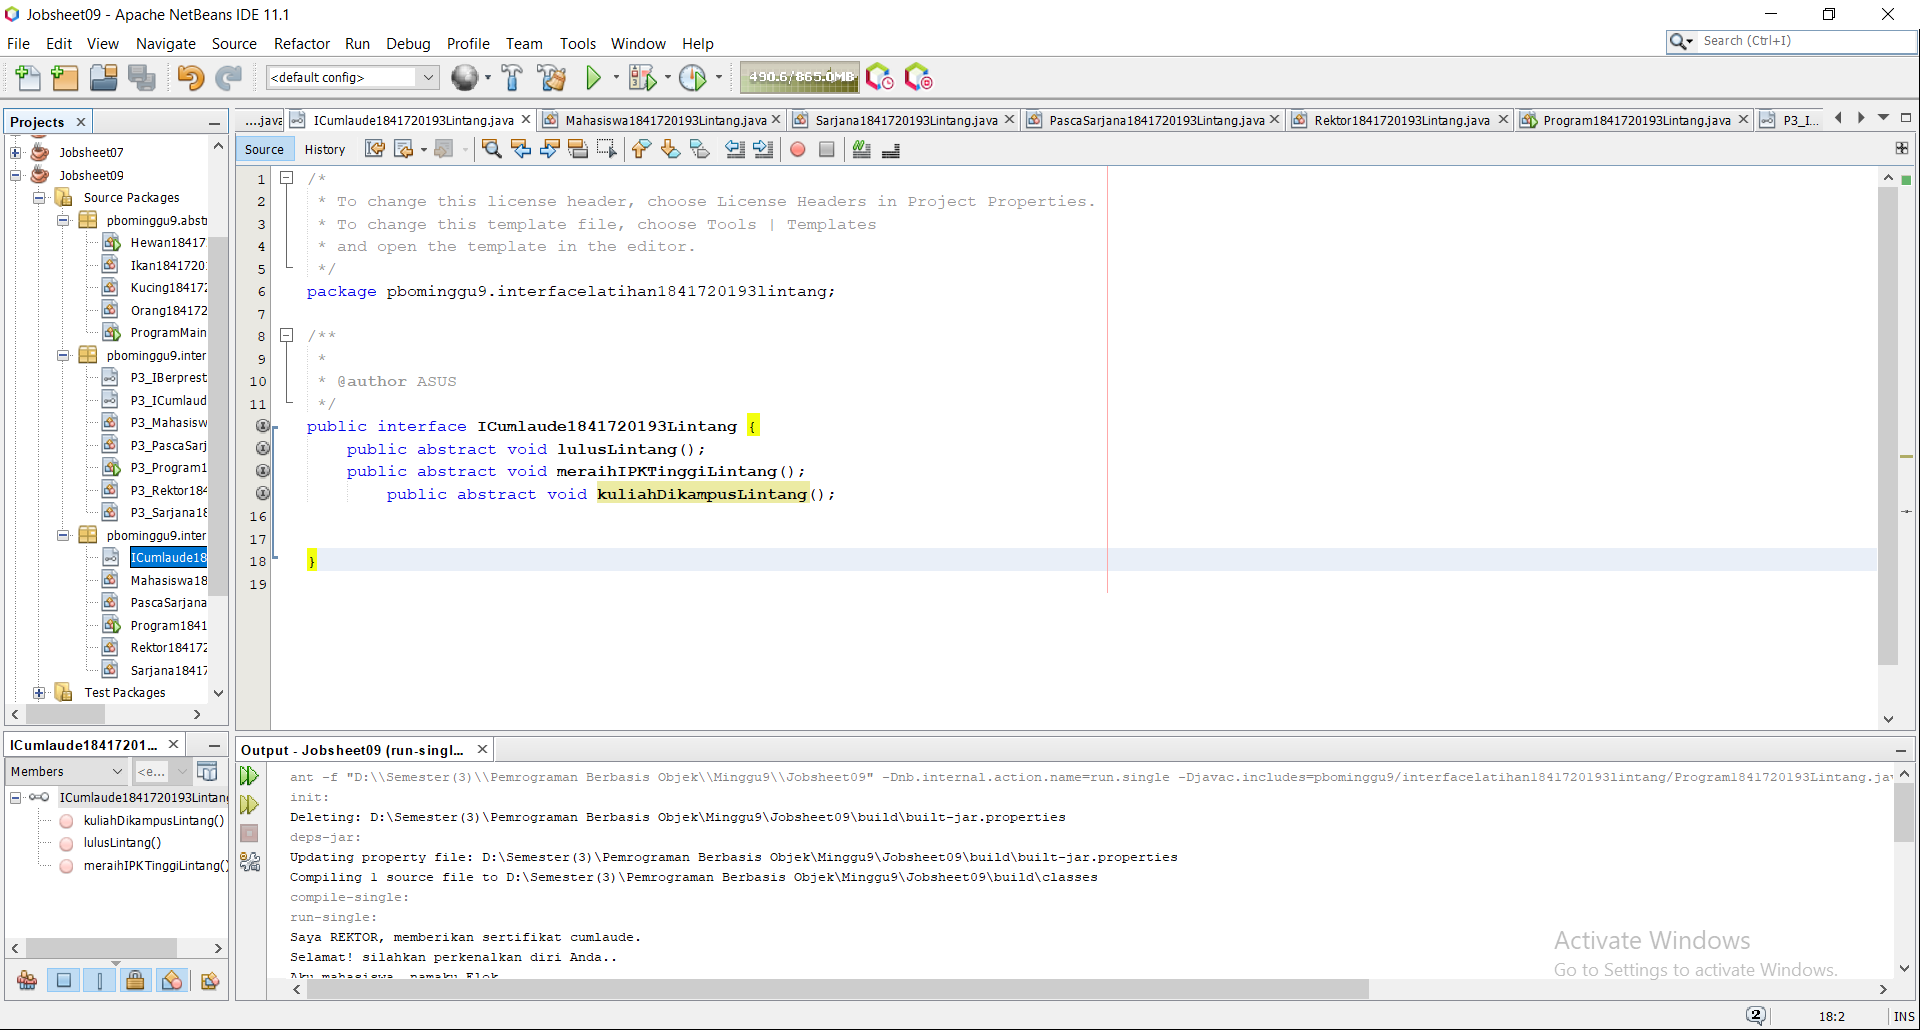 Jobsheet09 - Apache NetBeans IDE 11.1
File Edit View Navigate Source Refactor Run Debug Profile Team Tools Window Help
Search (Ctrl+I)
<default config>
490.6/865.0MB
Projects
....java
ICumlaude1841720193Lintang.java
Mahasiswa1841720193Lintang.java
Sarjana1841720193Lintang.java
PascaSarjana1841720193Lintang.java
Rektor1841720193Lintang.java
Program1841720193Lintang.java
P3_I...
Source
History
Jobsheet07
Jobsheet09
Source Packages
pbominggu9.abst
Hewan18417
Ikan1841720
Kucing184172
Orang184172
ProgramMain
pbominggu9.inter
P3_IBerprest
P3_ICumlaud
P3_Mahasisw
P3_PascaSarj
P3_Program1
P3_Rektor184
P3_Sarjana18
pbominggu9.inter
ICumlaude18
Mahasiswa18
PascaSarjana
Program1841
Rektor184172
Sarjana18417
Test Packages
1 /*
2 * To change this license header, choose License Headers in Project Properties.
3 * To change this template file, choose Tools | Templates
4 * and open the template in the editor.
5 */
6 package pbominggu9.interfacelatihan1841720193lintang;
7
8 /**
9 *
10 * @author ASUS
11 */
public interface ICumlaude1841720193Lintang {
public abstract void lulusLintang();
public abstract void meraihIPKTinggiLintang();
public abstract void kuliahDikampusLintang();
16
17
18 }
19
ICumlaude18417201...
Members
<e...
ICumlaude1841720193Lintang
kuliahDikampusLintang()
lulusLintang()
meraihIPKTinggiLintang()
Output - Jobsheet09 (run-singl...
ant -f "D:\\Semester(3)\\Pemrograman Berbasis Objek\\Minggu9\\Jobsheet09" -Dnb.internal.action.name=run.single -Djavac.includes=pbominggu9/interfacelatihan1841720193lintang/Program1841720193Lintang.ja
init:
Deleting: D:\Semester(3)\Pemrograman Berbasis Objek\Minggu9\Jobsheet09\build\built-jar.properties
deps-jar:
Updating property file: D:\Semester(3)\Pemrograman Berbasis Objek\Minggu9\Jobsheet09\build\built-jar.properties
Compiling 1 source file to D:\Semester(3)\Pemrograman Berbasis Objek\Minggu9\Jobsheet09\build\classes
compile-single:
run-single:
Saya REKTOR, memberikan sertifikat cumlaude.
Selamat! silahkan perkenalkan diri Anda..
Aku mahasiswa, namaku Elok
Activate Windows
Go to Settings to activate Windows.
2
18:2
INS